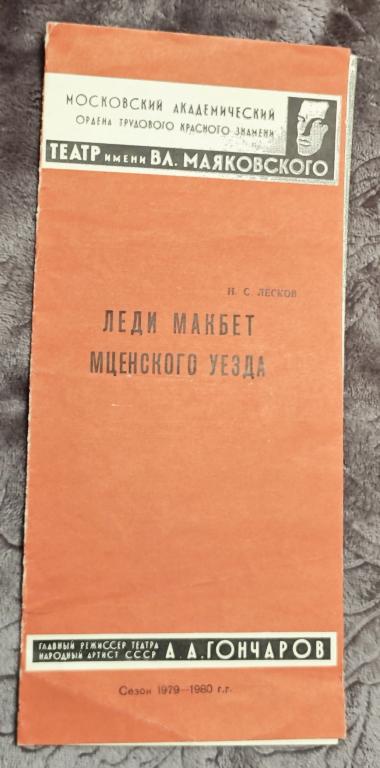 МОСКОВСКИЙ АКАДЕМИЧЕСКИЙ
ОРДЕНА ТРУДОВОГО КРАСНОГО ЗНАМЕНИ
ТЕАТР ИМЕНИ ВЛ. МАЯКОВСКОГО
Н. С. ЛЕСКОВ
ЛЕДИ МАКБЕТ
МЦЕНСКОГО УЕЗДА
ГЛАВНЫЙ РЕЖИССЕР ТЕАТРА
НАРОДНЫЙ АРТИСТ СССР А. А. ГОНЧАРОВ
Сезон 1979—1980 г.г.